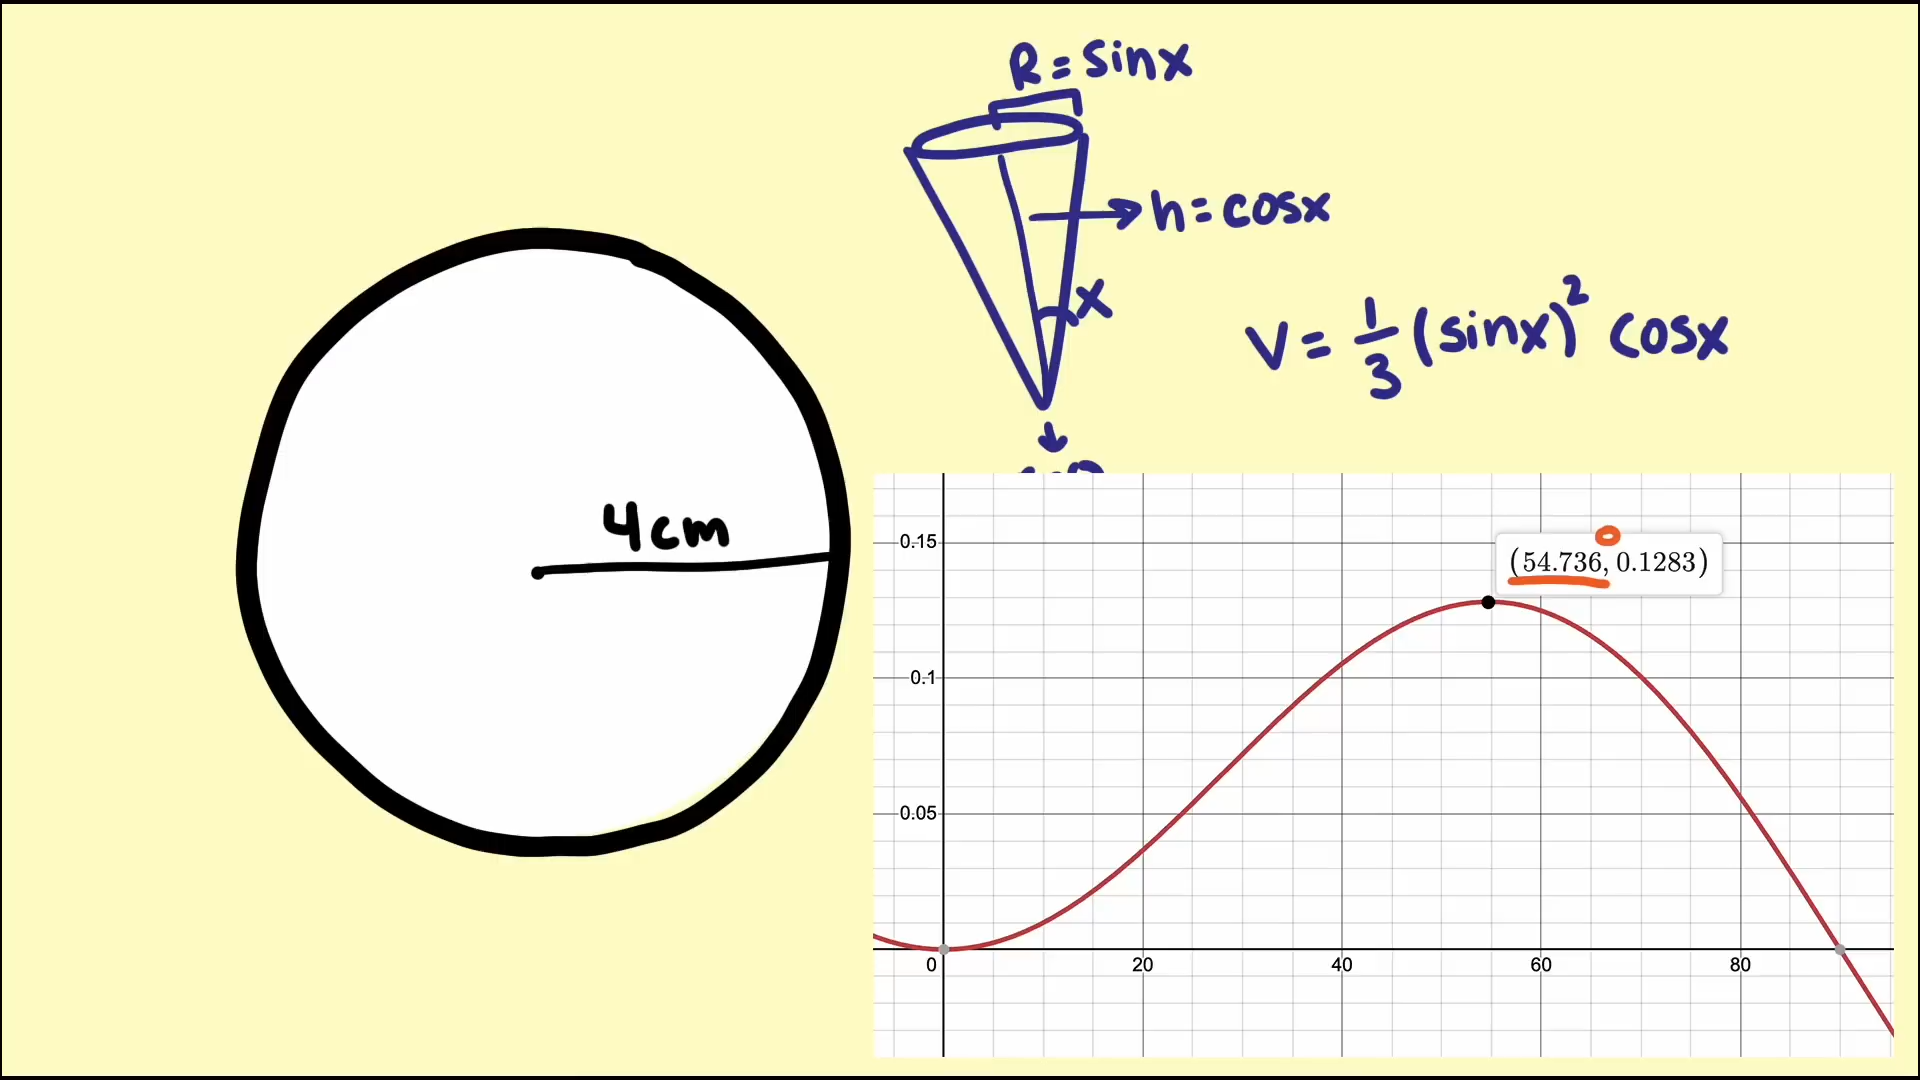 R = sinx
h = cosx
x
V = 1/3 (sinx)² cosx
4cm
(54.736, 0.1283)
0.15
0.1
0.05
0 20 40 60 80